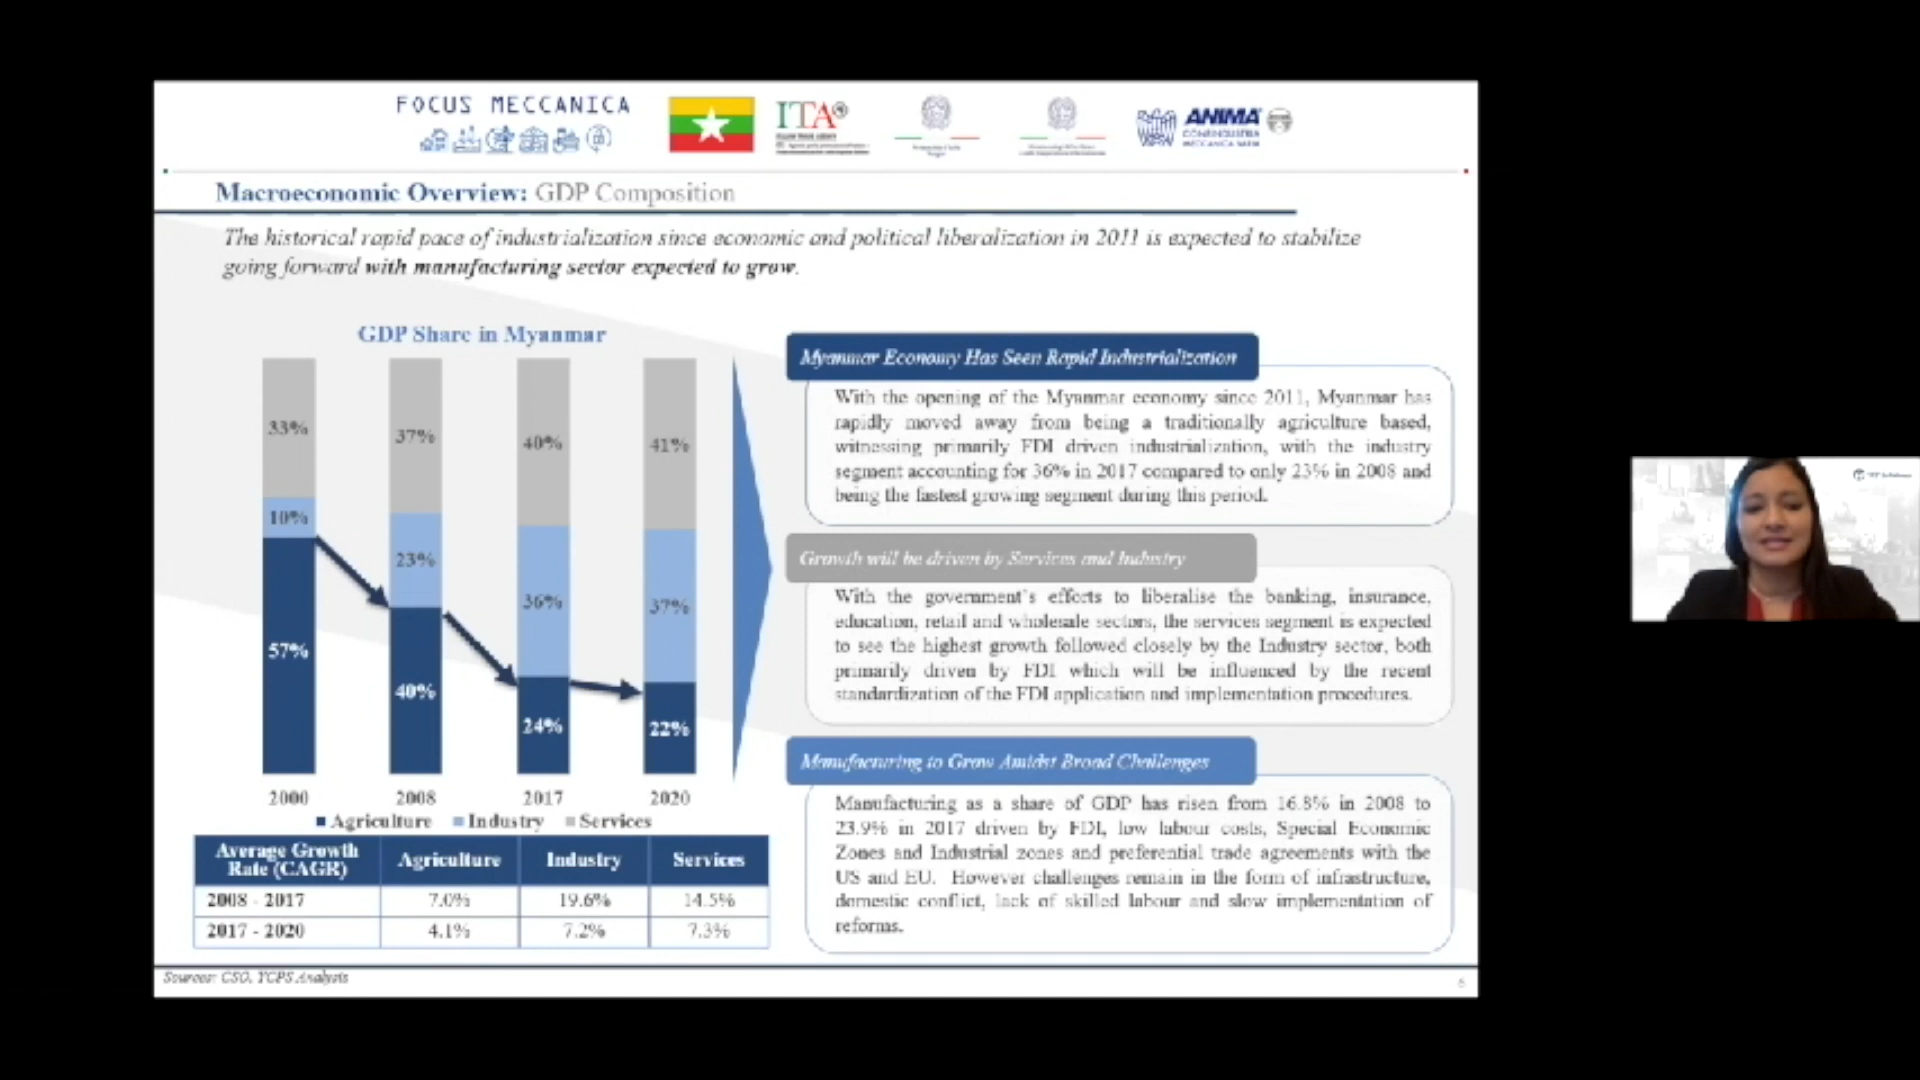 FOCUS MECCANICA
ITA
ANIMA
CONFINDUSTRIA
MECCANICA VARIA
Macroeconomic Overview: GDP Composition
The historical rapid pace of industrialization since economic and political liberalization in 2011 is expected to stabilize
going forward with manufacturing sector expected to grow.
GDP Share in Myanmar
33%
37%
40%
41%
10%
23%
36%
37%
57%
40%
24%
22%
2000
2008
2017
2020
Agriculture
Industry
Services
Average Growth
Rate (CAGR)
Agriculture
Industry
Services
2008 - 2017
7.0%
19.6%
14.5%
2017 - 2020
4.1%
7.2%
7.3%
Myanmar Economy Has Seen Rapid Industrialization
With the opening of the Myanmar economy since 2011, Myanmar has
rapidly moved away from being a traditionally agriculture based,
witnessing primarily FDI driven industrialization, with the industry
segment accounting for 36% in 2017 compared to only 23% in 2008 and
being the fastest growing segment during this period.
Growth will be driven by Services and Industry
With the government's efforts to liberalise the banking, insurance,
education, retail and wholesale sectors, the services segment is expected
to see the highest growth followed closely by the Industry sector, both
primarily driven by FDI which will be influenced by the recent
standardization of the FDI application and implementation procedures.
Manufacturing to Grow Amidst Broad Challenges
Manufacturing as a share of GDP has risen from 16.8% in 2008 to
23.9% in 2017 driven by FDI, low labour costs, Special Economic
Zones and Industrial zones and preferential trade agreements with the
US and EU. However challenges remain in the form of infrastructure,
domestic conflict, lack of skilled labour and slow implementation of
reforms.
Sources: CSO, YCPS Analysis
6